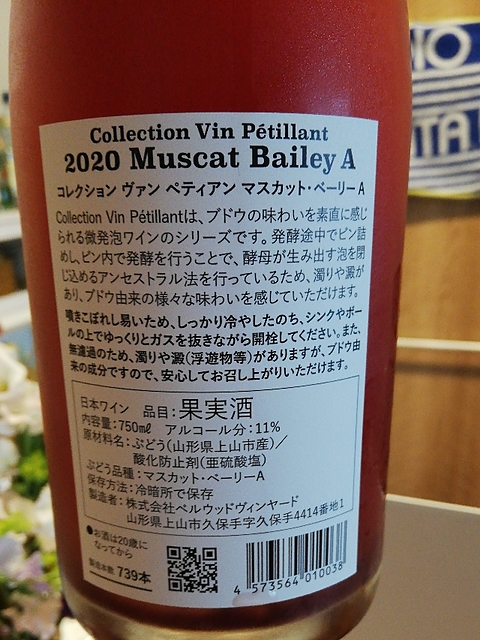 Collection Vin Pétillant
2020 Muscat Bailey A
コレクション ヴァン ペティアン マスカット・ベーリーA
Collection Vin Pétillantは、ブドウの味わいを素直に感じ
られる微発泡ワインのシリーズです。発酵途中でビン詰
めし、ビン内で発酵を行うことで、酵母が生み出す泡を閉
じ込めるアンセストラル法を行っているため、濁りや澱が
あり、ブドウ由来の様々な味わいを感じていただけます。
噴きこぼれし易いため、しっかり冷やしたのち、シンクやボー
ルの上でゆっくりとガスを抜きながら開栓してください。また、
無濾過のため、濁りや澱(浮遊物等)がありますが、ブドウ由
来の成分ですので、安心してお召し上がりいただけます。
日本ワイン 品目:果実酒
内容量:750㎖ アルコール分:11%
原材料名:ぶどう(山形県上山市産)/
酸化防止剤(亜硫酸塩)
ぶどう品種:マスカット・ベーリーA
保存方法:冷暗所で保存
製造者:株式会社ベルウッドヴィンヤード
山形県上山市久保手字久保手4414番地1
●お酒は20歳に
なってから
製造本数 739本
4 573564 010038
NO
TA